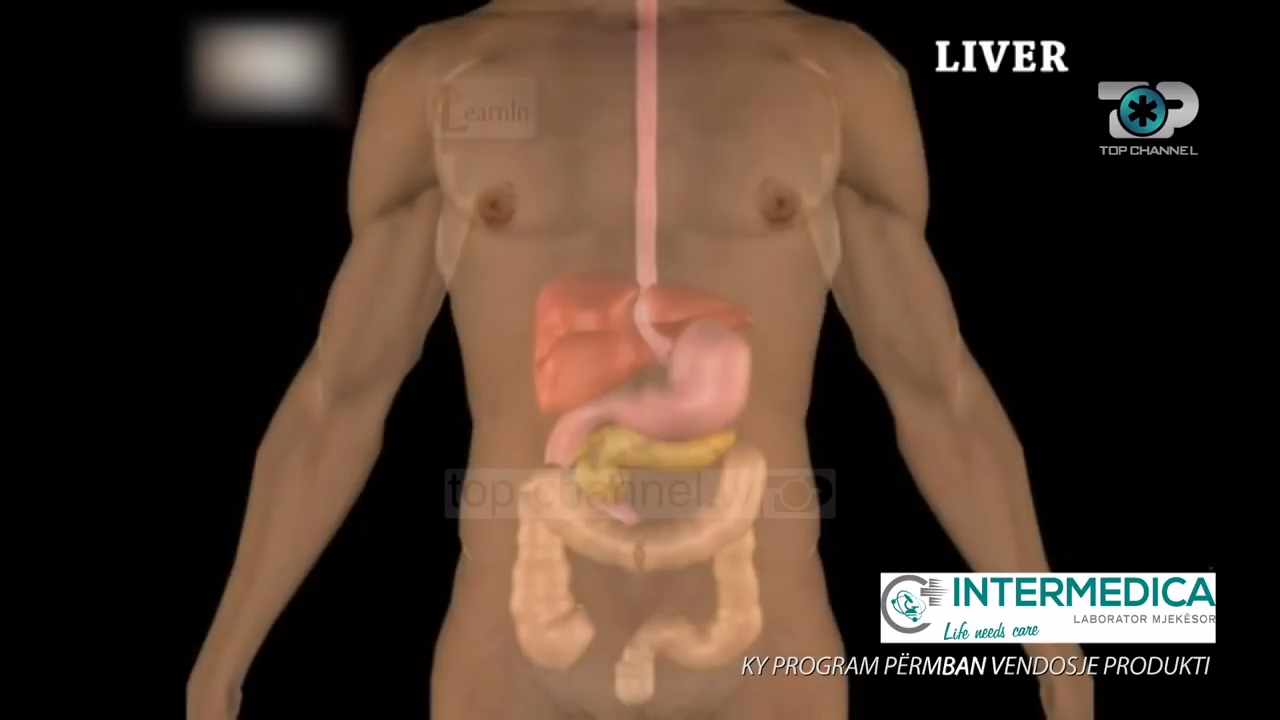 LIVER
LearnIn
TOP CHANNEL
top-channel.tv
INTERMEDICA
LABORATOR MJEKËSOR
Life needs care
KY PROGRAM PËRMBAN VENDOSJE PRODUKTI